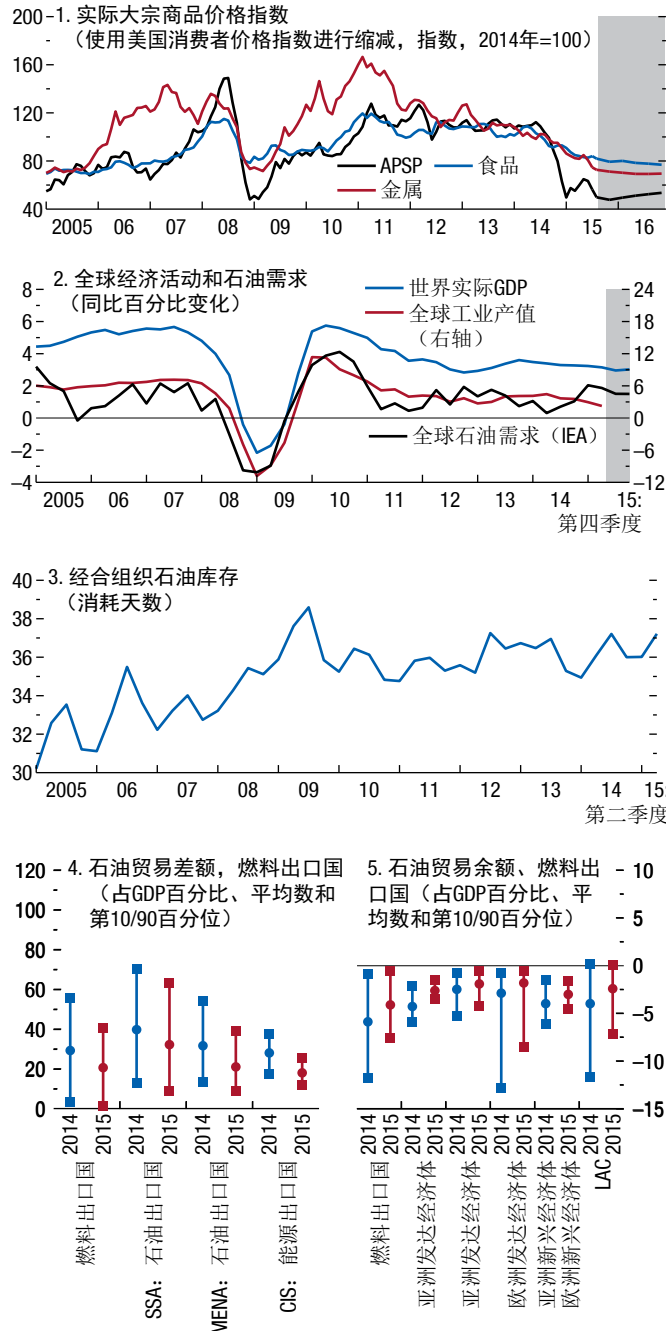 1. 实际大宗商品价格指数
（使用美国消费者价格指数进行缩减，指数，2014年=100）
200
160
120
80
40
APSP
食品
金属
2005 06 07 08 09 10 11 12 13 14 15 16
2. 全球经济活动和石油需求
（同比百分比变化）
世界实际GDP
全球工业产值
（右轴）
全球石油需求（IEA）
8
6
4
2
0
−2
−4
24
18
12
6
0
−6
−12
2005 06 07 08 09 10 11 12 13 14 15:
第四季度
3. 经合组织石油库存
（消耗天数）
40
38
36
34
32
30
2005 06 07 08 09 10 11 12 13 14 15:
第二季度
4. 石油贸易差额，燃料出口国
（占GDP百分比、平均数和
第10/90百分位）
120
100
80
60
40
20
0
2014 2015 2014 2015 2014 2015 2014 2015
燃料出口国
SSA：石油出口国
MENA：石油出口国
CIS：能源出口国
5. 石油贸易余额、燃料出
口国（占GDP百分比、平
均数和第10/90百分位）
10
5
0
−5
−10
−15
2014 2015 2014 2015 2014 2015 2014 2015 2014 2015 2014 2015
燃料出口国
亚洲发达经济体
亚洲发达经济体
欧洲发达经济体
亚洲新兴经济体
欧洲新兴经济体
LAC